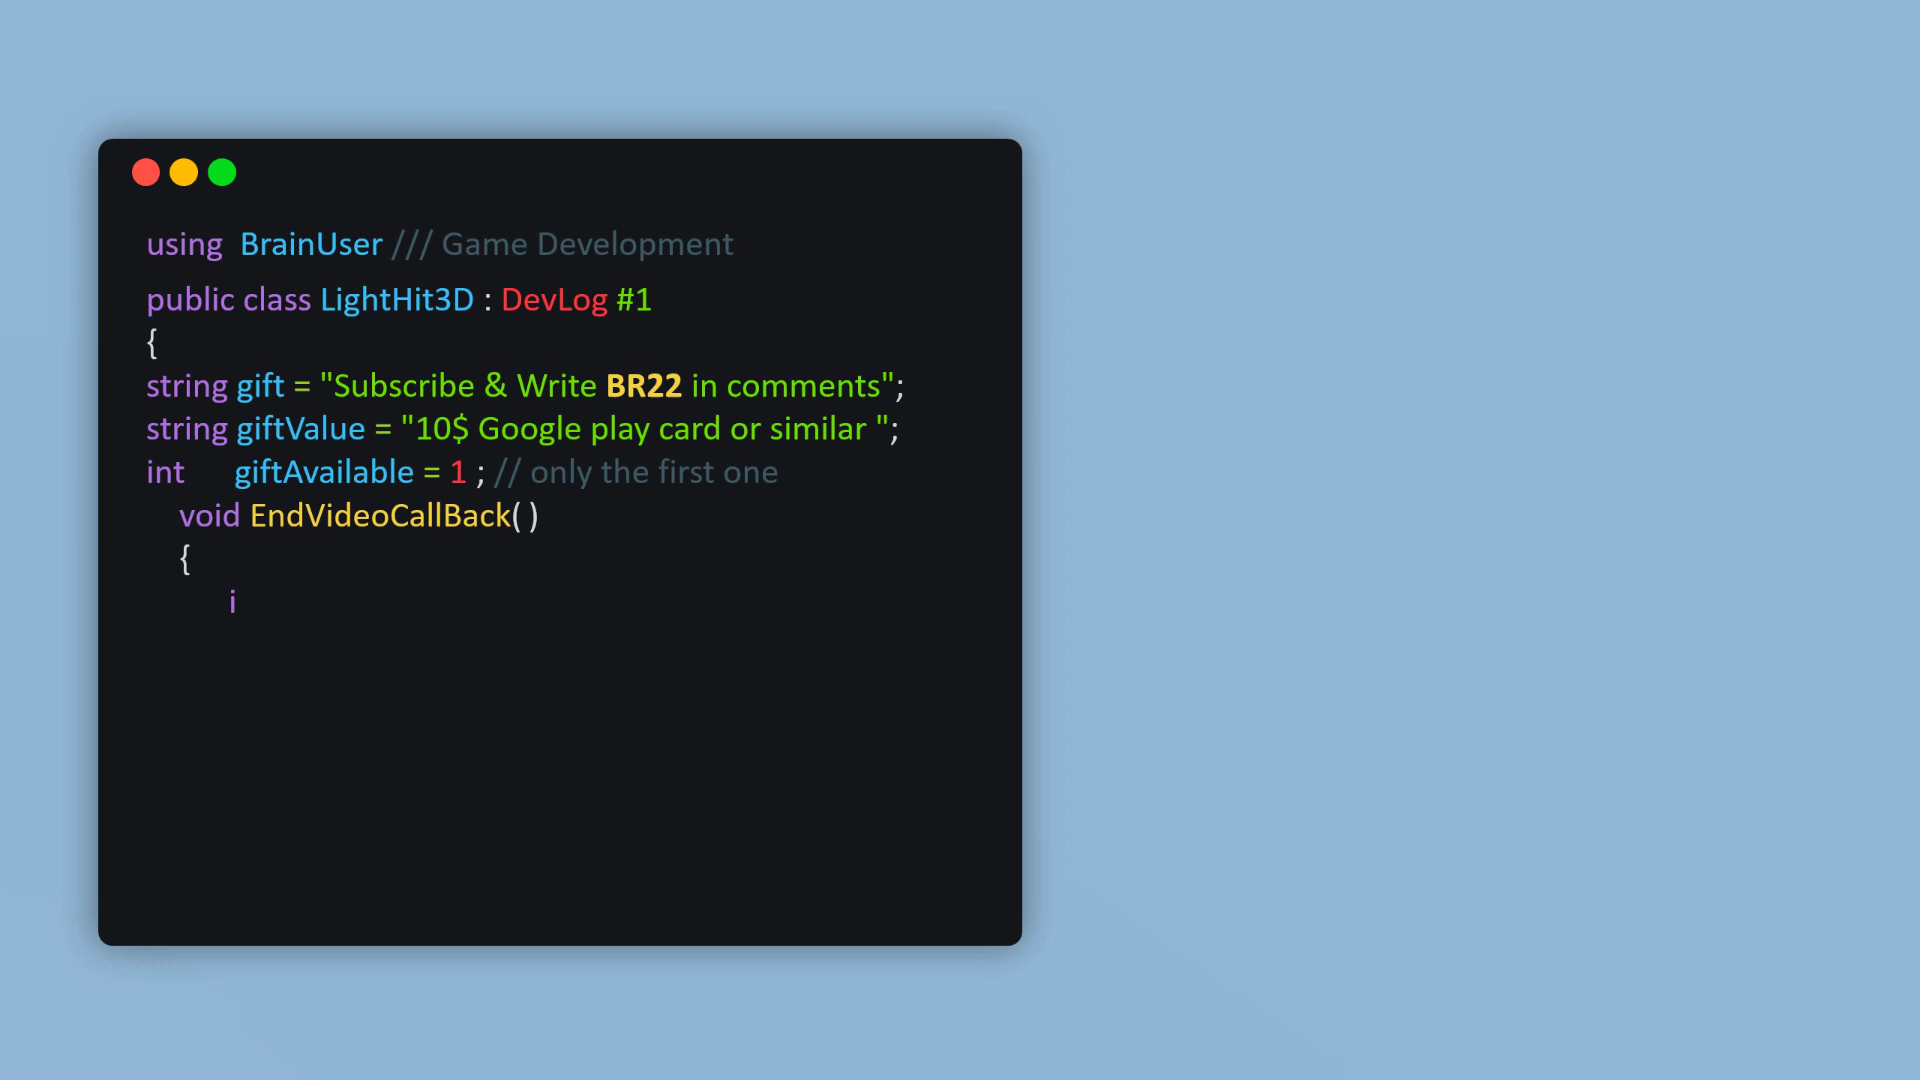 using BrainUser /// Game Development
public class LightHit3D : DevLog #1
{
string gift = "Subscribe & Write BR22 in comments";
string giftValue = "10$ Google play card or similar ";
int giftAvailable = 1 ; // only the first one
void EndVideoCallBack( )
{
i